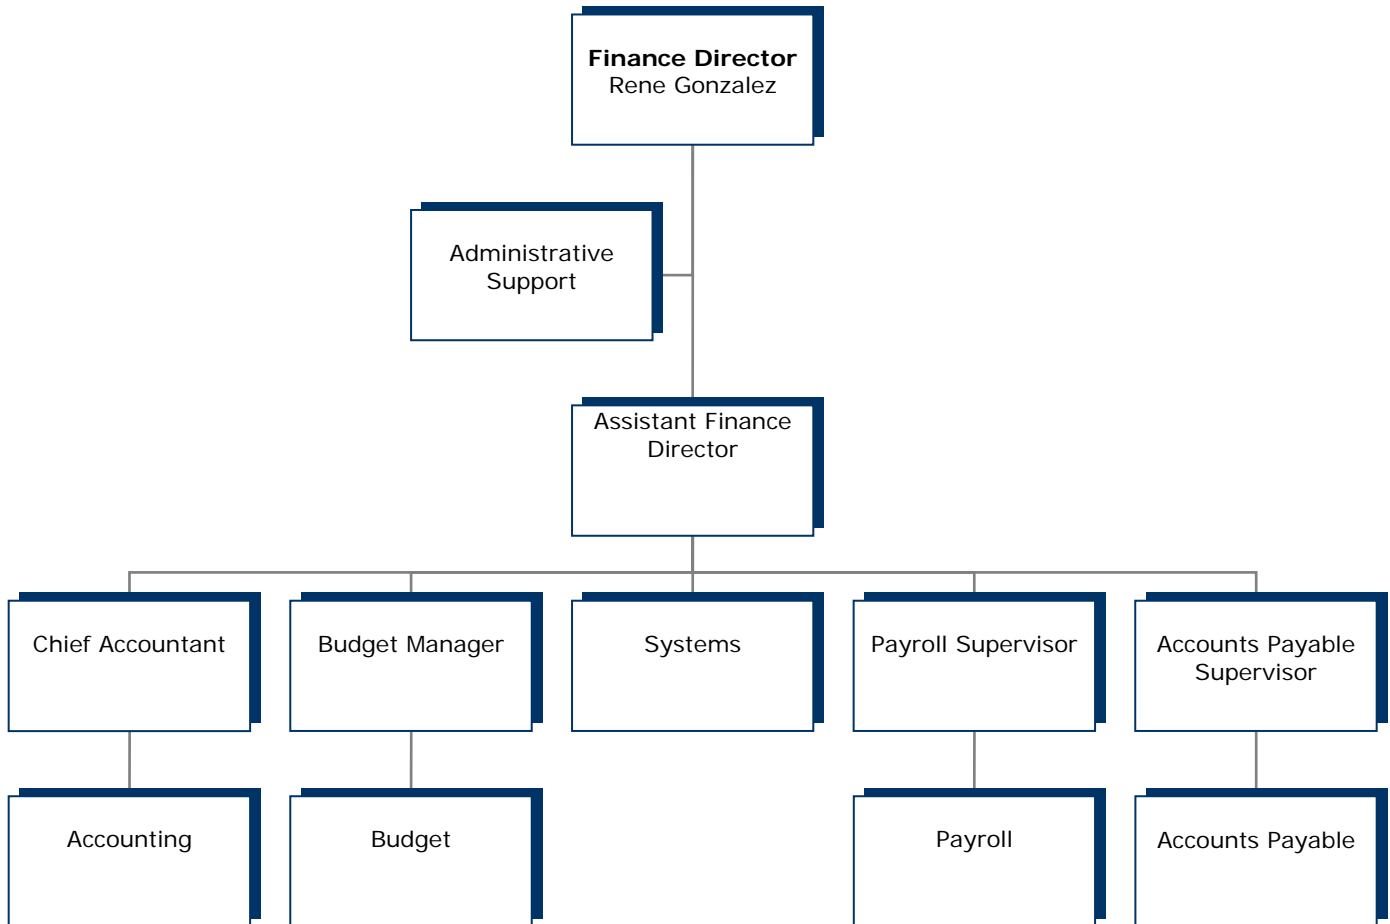 Finance Director
Rene Gonzalez
Administrative
Support
Assistant Finance
Director
Chief Accountant
Budget Manager
Systems
Payroll Supervisor
Accounts Payable
Supervisor
Accounting
Budget
Payroll
Accounts Payable